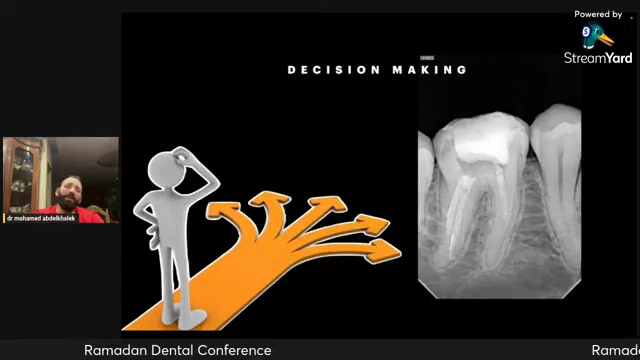 Powered by
StreamYard
DECISION MAKING
dr mohamed abdelkhalek
Ramadan Dental Conference
Ramad